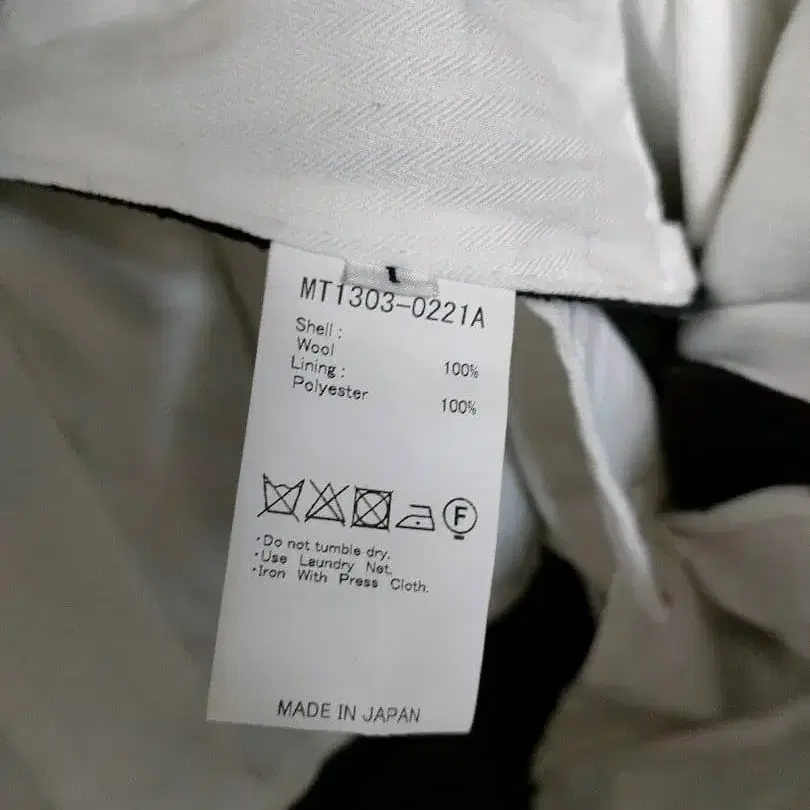 MT1303-0221A
Shell :
Wool 100%
Lining :
Polyester 100%
F
·Do not tumble dry.
·Use Laundry Net.
·Iron With Press Cloth.
MADE IN JAPAN